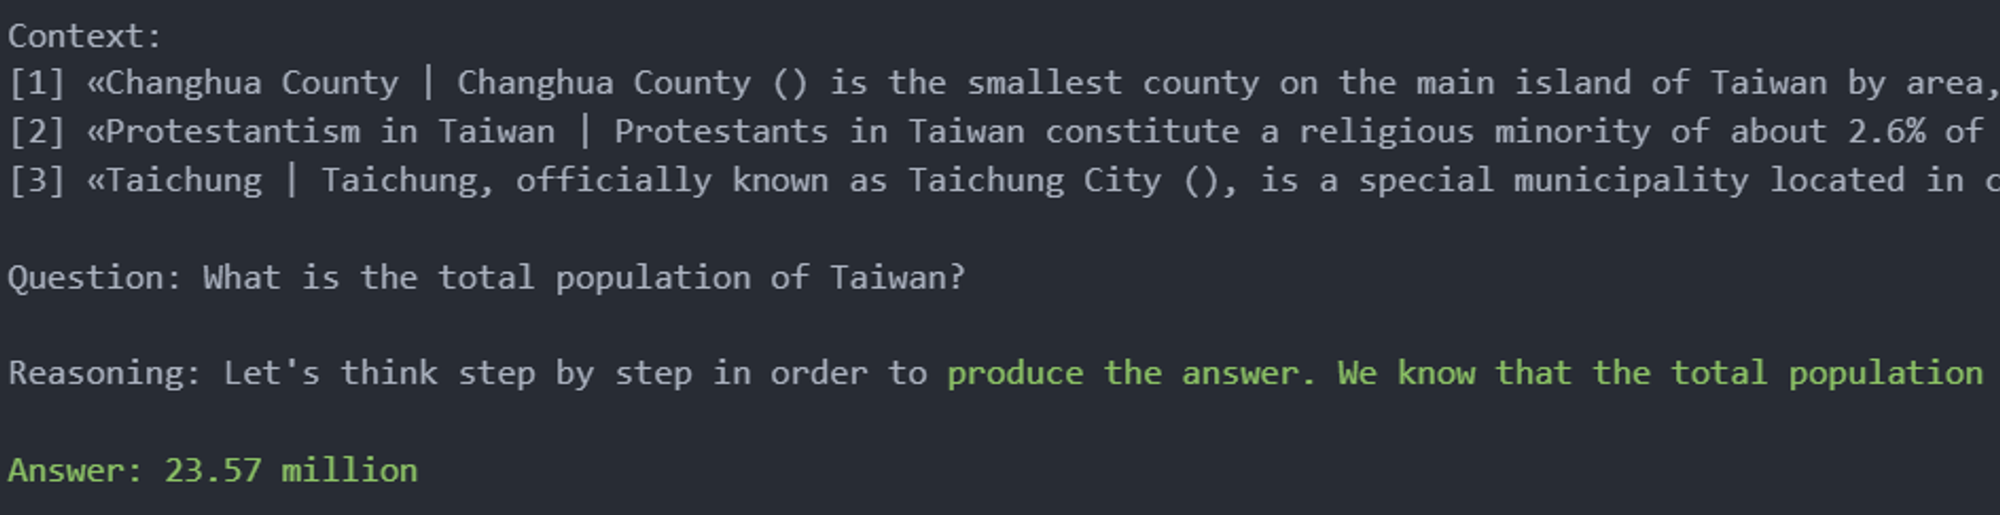 Context:
[1] «Changhua County | Changhua County () is the smallest county on the main island of Taiwan by area,
[2] «Protestantism in Taiwan | Protestants in Taiwan constitute a religious minority of about 2.6% of
[3] «Taichung | Taichung, officially known as Taichung City (), is a special municipality located in
Question: What is the total population of Taiwan?
Reasoning: Let's think step by step in order to produce the answer. We know that the total population
Answer: 23.57 million